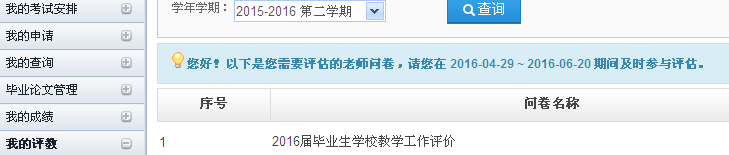 我的考试安排
我的申请
我的查询
毕业论文管理
我的成绩
我的评教
学年学期： 2015-2016 第二学期 查询
您好！以下是您需要评估的老师问卷，请您在 2016-04-29 ~ 2016-06-20 期间及时参与评估。
序号 问卷名称
1 2016届毕业生学校教学工作评价